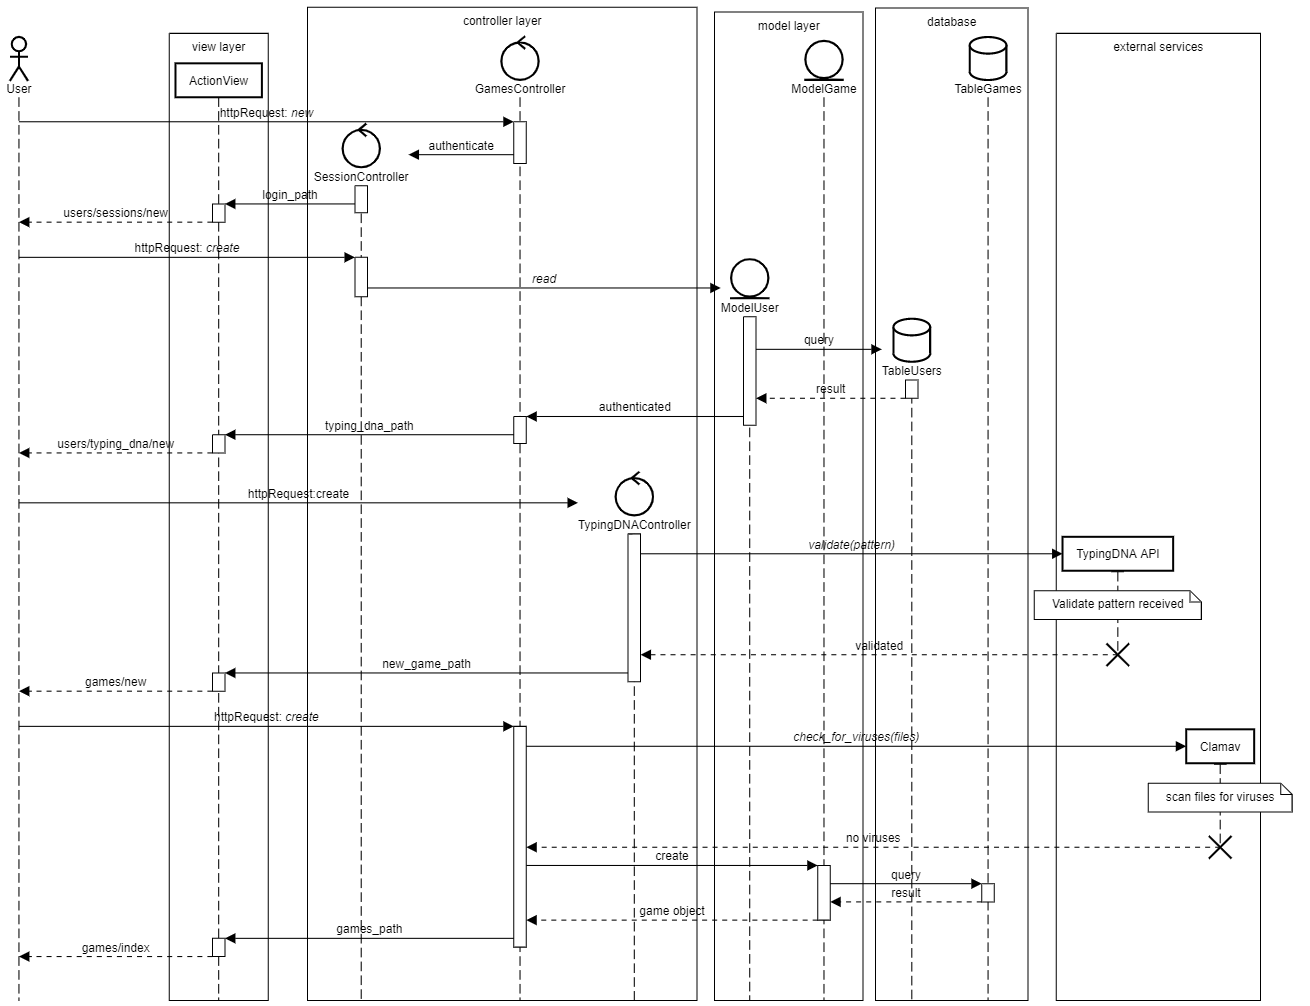 controller layer
database
model layer
view layer
external services
ActionView
User
GamesController
ModelGame
TableGames
httpRequest: new
authenticate
SessionController
login_path
users/sessions/new
httpRequest: create
read
ModelUser
query
TableUsers
result
authenticated
typing_dna_path
users/typing_dna/new
httpRequest:create
TypingDNAController
validate(pattern)
TypingDNA API
Validate pattern received
validated
new_game_path
games/new
httpRequest: create
check_for_viruses(files)
Clamav
scan files for viruses
no viruses
create
query
result
game object
games_path
games/index